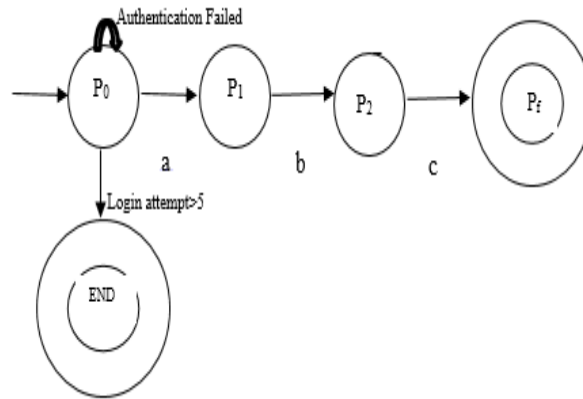 Authentication Failed
P0
P1
P2
Pf
a
b
c
Login attempt>5
END